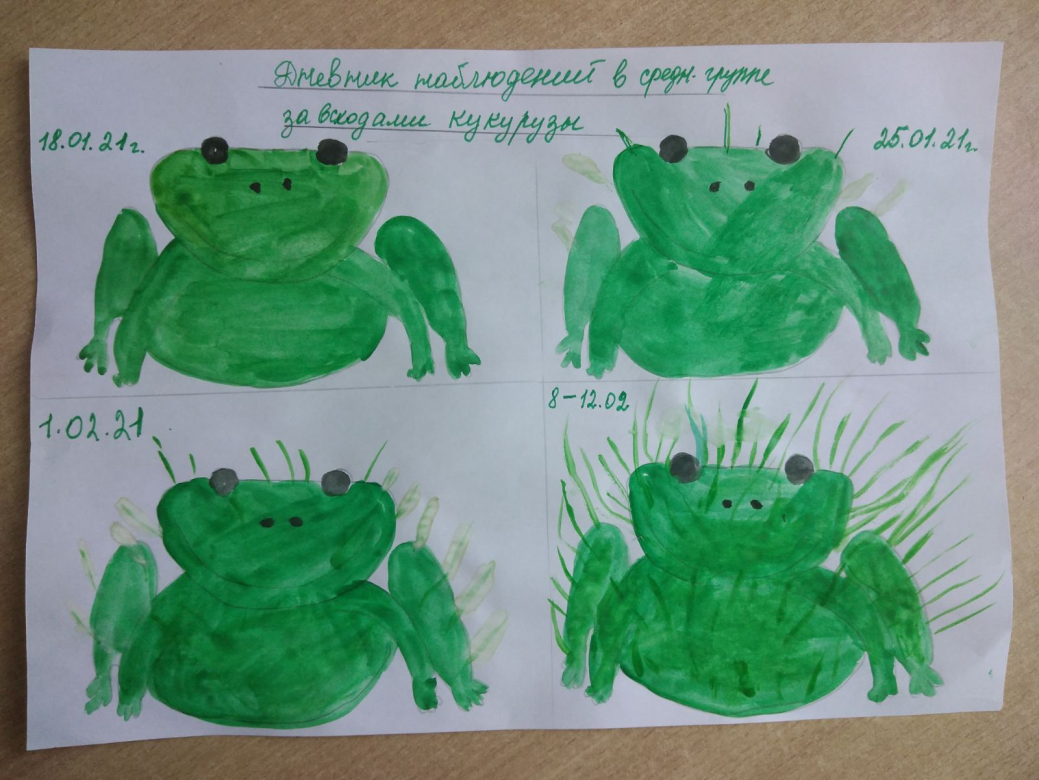 Дневник наблюдений в средн. группе
за всходами кукурузы
18.01.21г.
25.01.21г.
1.02.21
8-12.02